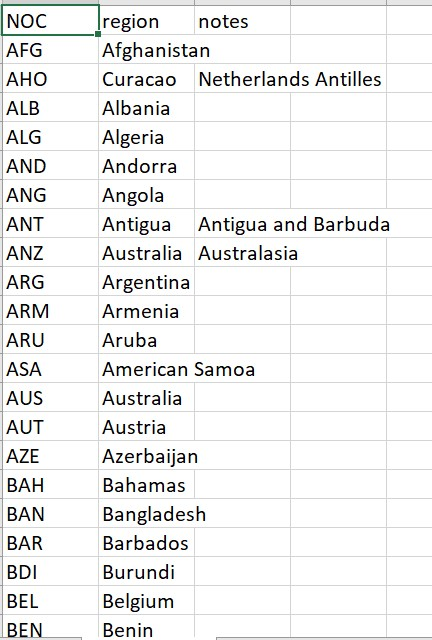 NOC region notes
AFG Afghanistan
AHO Curacao Netherlands Antilles
ALB Albania
ALG Algeria
AND Andorra
ANG Angola
ANT Antigua Antigua and Barbuda
ANZ Australia Australasia
ARG Argentina
ARM Armenia
ARU Aruba
ASA American Samoa
AUS Australia
AUT Austria
AZE Azerbaijan
BAH Bahamas
BAN Bangladesh
BAR Barbados
BDI Burundi
BEL Belgium
BEN Benin